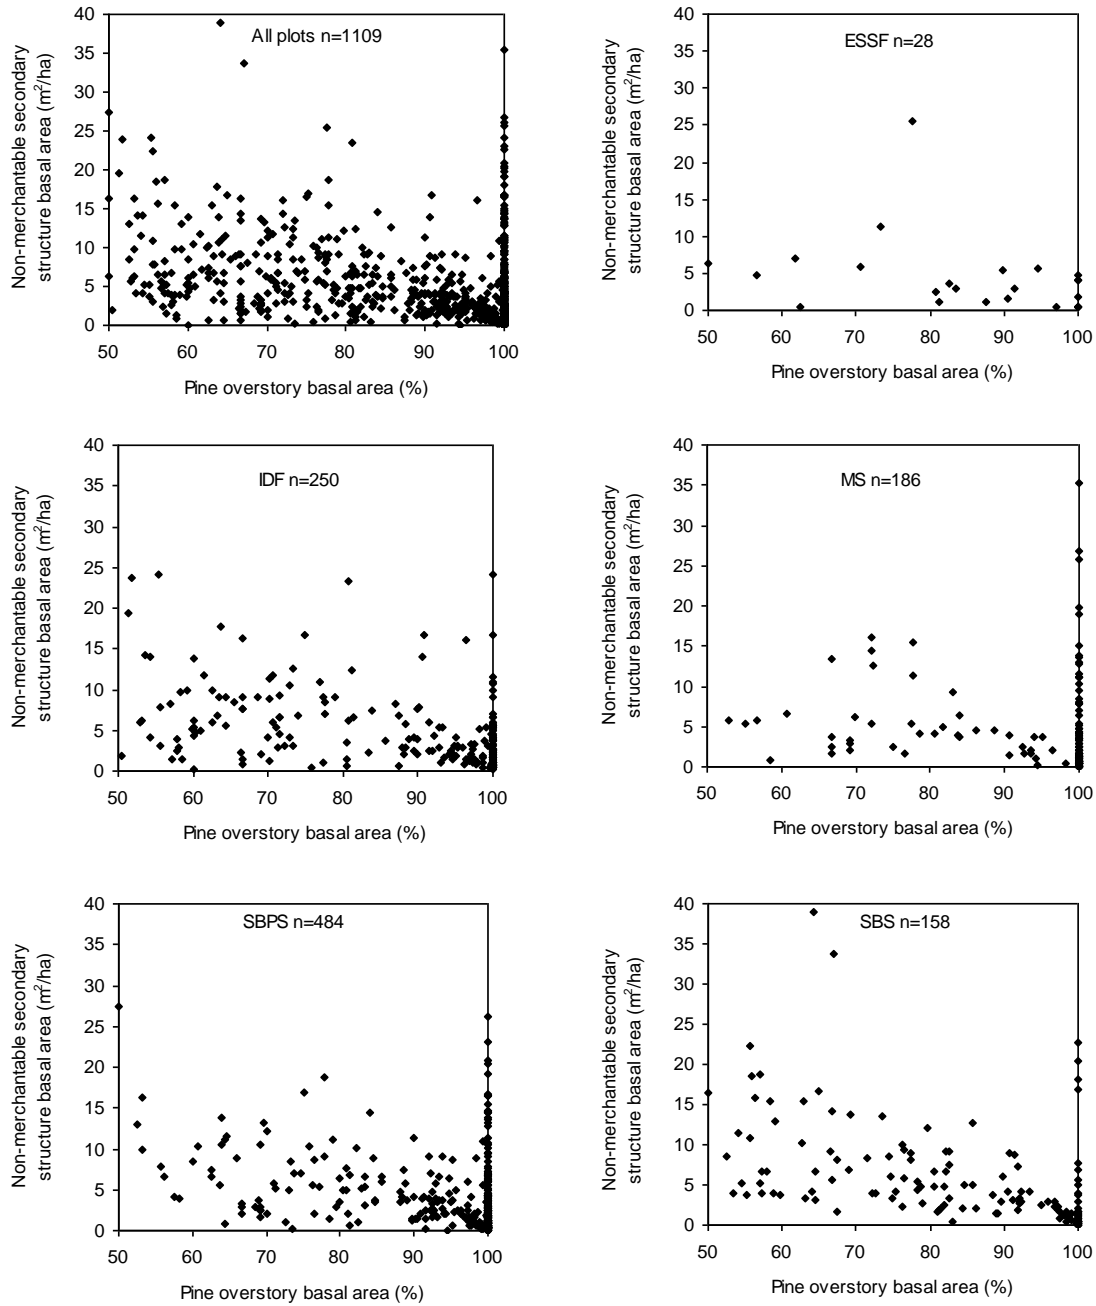 All plots n=1109
Non-merchantable secondary
structure basal area (m²/ha)
40
35
30
25
20
15
10
5
0
50 60 70 80 90 100
Pine overstory basal area (%)
ESSF n=28
Non-merchantable secondary
structure basal area (m²/ha)
40
35
30
25
20
15
10
5
0
50 60 70 80 90 100
Pine overstory basal area (%)
IDF n=250
Non-merchantable secondary
structure basal area (m²/ha)
40
35
30
25
20
15
10
5
0
50 60 70 80 90 100
Pine overstory basal area (%)
MS n=186
Non-merchantable secondary
structure basal area (m²/ha)
40
35
30
25
20
15
10
5
0
50 60 70 80 90 100
Pine overstory basal area (%)
SBPS n=484
Non-merchantable secondary
structure basal area (m²/ha)
40
35
30
25
20
15
10
5
0
50 60 70 80 90 100
Pine overstory basal area (%)
SBS n=158
Non-merchantable secondary
structure basal area (m²/ha)
40
35
30
25
20
15
10
5
0
50 60 70 80 90 100
Pine overstory basal area (%)